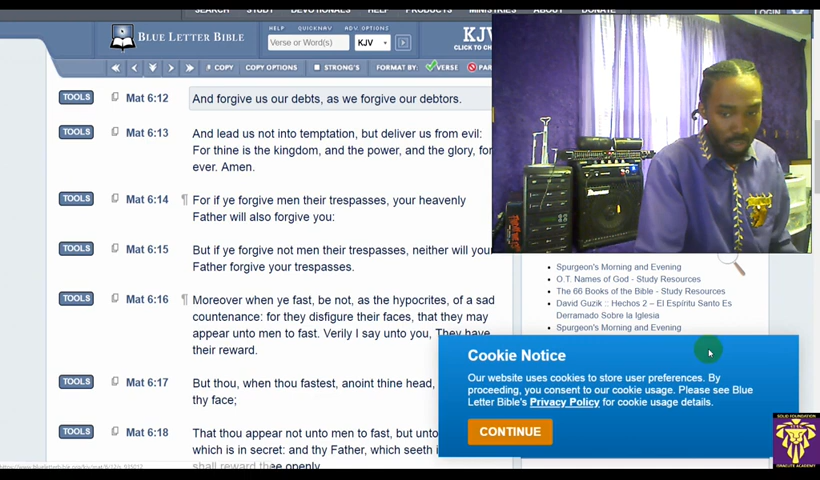 SEARCH STUDY DEVOTIONALS HELP PRODUCTS MINISTRIES ABOUT DONATE LOGIN
BLUE LETTER BIBLE
HELP QUICKNAV ADV OPTIONS
Verse or Word(s)
KJV
KJV
CLICK TO
COPY COPY OPTIONS STRONG'S FORMAT BY: VERSE
TOOLS Mat 6:12 And forgive us our debts, as we forgive our debtors.
TOOLS Mat 6:13 And lead us not into temptation, but deliver us from evil:
For thine is the kingdom, and the power, and the glory, for
ever. Amen.
TOOLS Mat 6:14 ¶ For if ye forgive men their trespasses, your heavenly
Father will also forgive you:
TOOLS Mat 6:15 But if ye forgive not men their trespasses, neither will your
Father forgive your trespasses.
TOOLS Mat 6:16 ¶ Moreover when ye fast, be not, as the hypocrites, of a sad
countenance: for they disfigure their faces, that they may
appear unto men to fast. Verily I say unto you, They have
their reward.
TOOLS Mat 6:17 But thou, when thou fastest, anoint thine head,
thy face;
TOOLS Mat 6:18 That thou appear not unto men to fast, but unto
which is in secret: and thy Father, which seeth
shall reward thee openly.
Spurgeon's Morning and Evening
O.T. Names of God - Study Resources
The 66 Books of the Bible - Study Resources
David Guzik :: Hechos 2 – El Espíritu Santo Es
Derramado Sobre la Iglesia
Spurgeon's Morning and Evening
Cookie Notice
Our website uses cookies to store user preferences. By
proceeding, you consent to our cookie usage. Please see Blue
Letter Bible's Privacy Policy for cookie usage details.
CONTINUE
SOLID FOUNDATION
ISRAELITE ACADEMY